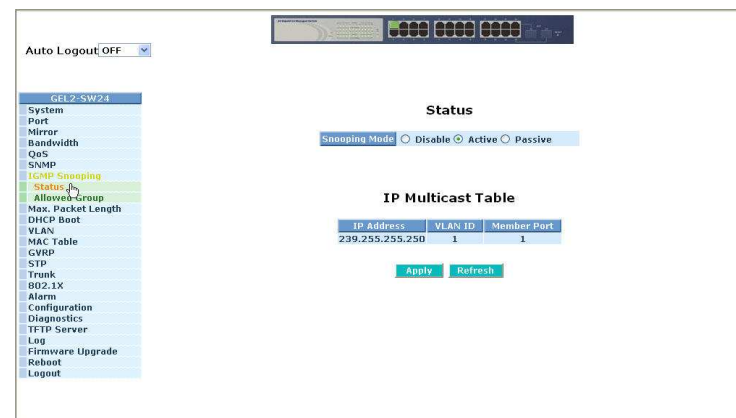 Auto Logout OFF
GEL2-SW24
System
Port
Mirror
Bandwidth
QoS
SNMP
IGMP Snooping
Status
Allowed Group
Max. Packet Length
DHCP Boot
VLAN
MAC Table
GVRP
STP
Trunk
802.1X
Alarm
Configuration
Diagnostics
TFTP Server
Log
Firmware Upgrade
Reboot
Logout
Status
Snooping Mode Disable Active Passive
IP Multicast Table
IP Address VLAN ID Member Port
239.255.255.250 1 1
Apply Refresh